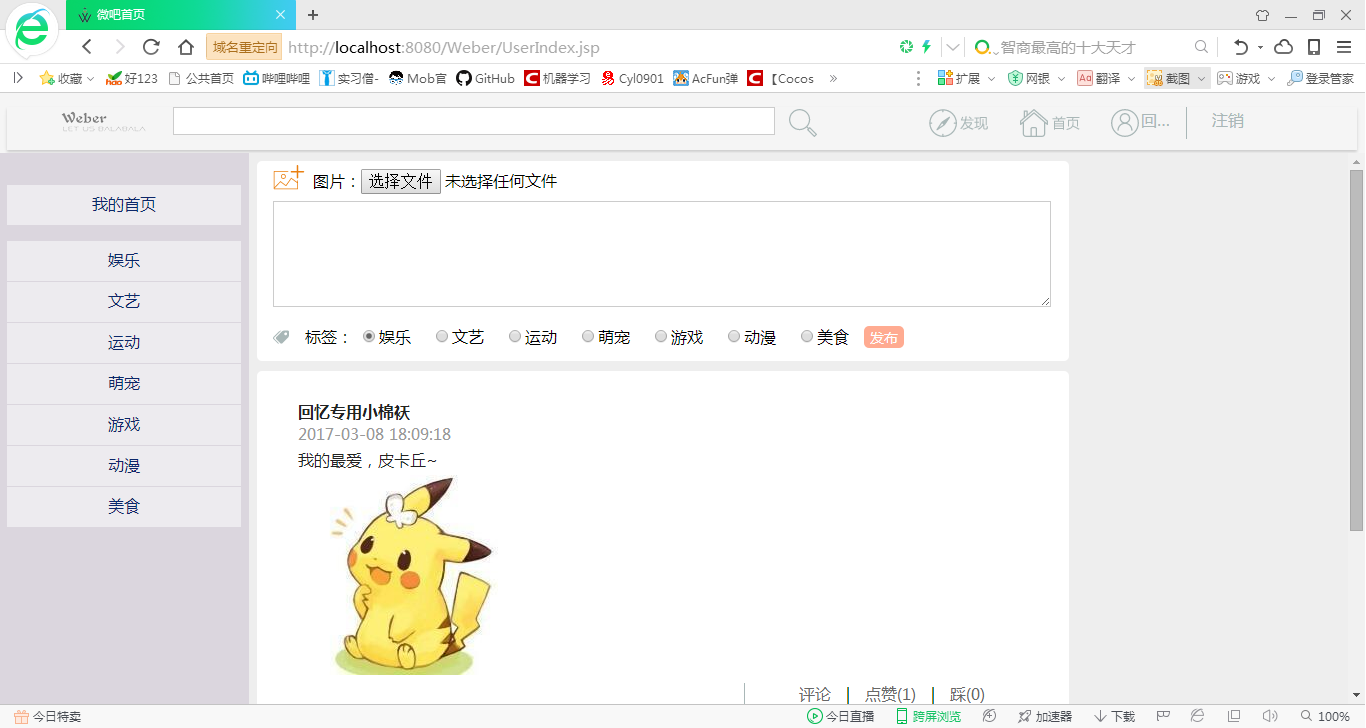 微吧首页
域名重定向 http://localhost:8080/Weber/UserIndex.jsp 智商最高的十大天才
收藏 好123 公共首页 哔哩哔哩 实习僧- Mob官 GitHub 机器学习 Cyl0901 AcFun弹 【Cocos » 扩展 网银 Aa 翻译 截图 游戏 登录管家
Weber 发现 首页 回... 注销
LET US BALABALA
图片：选择文件 未选择任何文件
我的首页
娱乐
文艺
运动
萌宠
游戏
动漫
美食
标签： 娱乐 文艺 运动 萌宠 游戏 动漫 美食 发布
回忆专用小棉袄
2017-03-08 18:09:18
我的最爱，皮卡丘~
评论 点赞(1) 踩(0)
今日特卖 今日直播 跨屏浏览 加速器 下载 100%